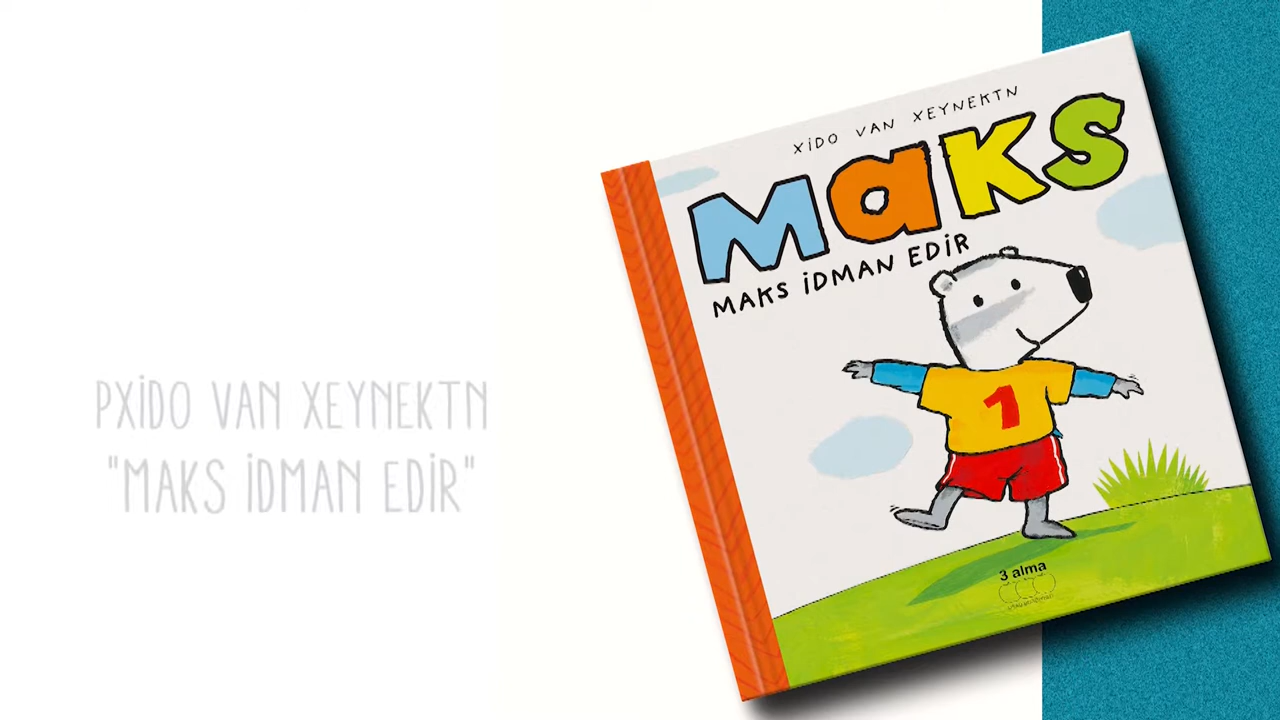 PXİDO VAN XEYNEKTN
"MAKS İDMAN EDİR"
XİDO VAN XEYNEKTN
MAKS
MAKS İDMAN EDİR
1
3 alma